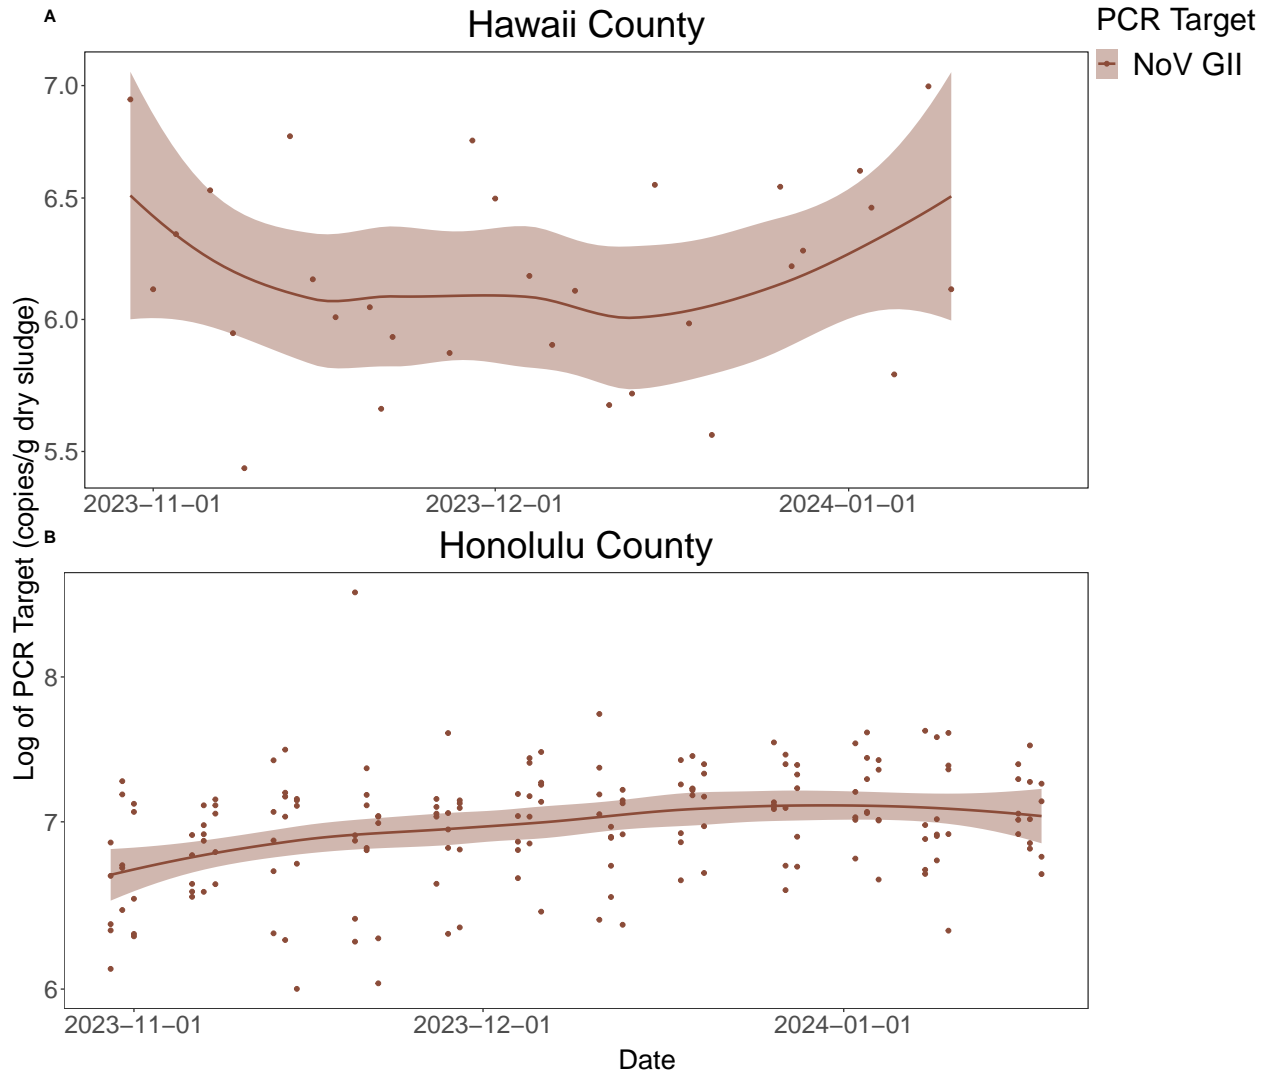 A
Hawaii County
PCR Target
NoV GII
7.0
6.5
6.0
5.5
2023−11−01
2023−12−01
2024−01−01
Log of PCR Target (copies/g dry sludge)
B
Honolulu County
8
7
6
2023−11−01
2023−12−01
2024−01−01
Date